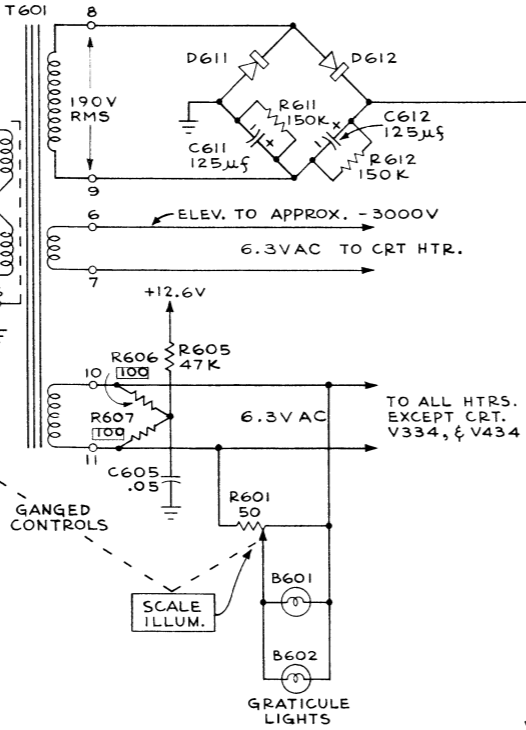 T601
8
D611
D612
190V
RMS
R611
150K
C612
125µf
C611
125µf
R612
150K
9
6
ELEV. TO APPROX. -3000V
6.3VAC TO CRT HTR.
7
+12.6V
R605
47K
R606
100
10
6.3V AC
TO ALL HTRS.
EXCEPT CRT.
V334, & V434
R607
100
11
C605
.05
R601
50
GANGED
CONTROLS
B601
SCALE
ILLUM.
B602
GRATICULE
LIGHTS